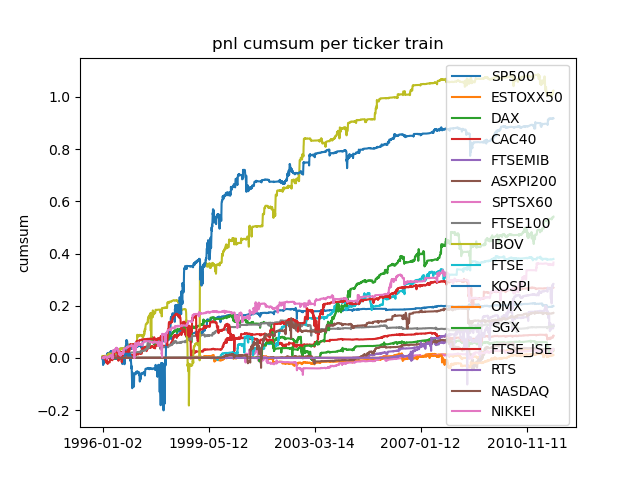 pnl cumsum per ticker train
cumsum
1.0
0.8
0.6
0.4
0.2
0.0
−0.2
1996-01-02
1999-05-12
2003-03-14
2007-01-12
2010-11-11
SP500
ESTOXX50
DAX
CAC40
FTSEMIB
ASXPI200
SPTSX60
FTSE100
IBOV
FTSE
KOSPI
OMX
SGX
FTSE_JSE
RTS
NASDAQ
NIKKEI